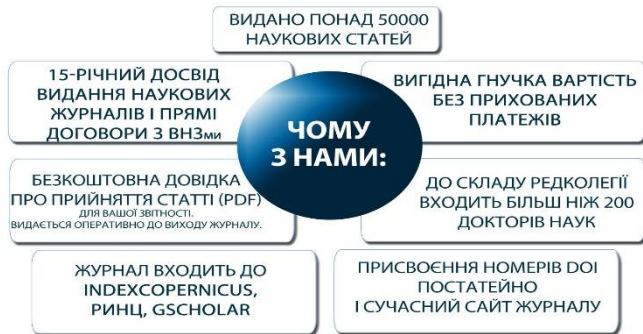 ВИДАНО ПОНАД 50000
НАУКОВИХ СТАТЕЙ
15-РІЧНИЙ ДОСВІД
ВИДАННЯ НАУКОВИХ
ЖУРНАЛІВ І ПРЯМІ
ДОГОВОРИ З ВНЗми
ВИГІДНА ГНУЧКА ВАРТІСТЬ
БЕЗ ПРИХОВАНИХ
ПЛАТЕЖІВ
ЧОМУ
З НАМИ:
БЕЗКОШТОВНА ДОВІДКА
ПРО ПРИЙНЯТТЯ СТАТТІ (PDF)
ДЛЯ ВАШОЇ ЗВІТНОСТІ.
ВИДАЄТЬСЯ ОПЕРАТИВНО ДО ВИХОДУ ЖУРНАЛУ.
ДО СКЛАДУ РЕДКОЛЕГІЇ
ВХОДИТЬ БІЛЬШ НІЖ 200
ДОКТОРІВ НАУК
ЖУРНАЛ ВХОДИТЬ ДО
INDEXCOPERNICUS,
РИНЦ, GSCHOLAR
ПРИСВОЄННЯ НОМЕРІВ DOI
ПОСТАТЕЙНО
І СУЧАСНИЙ САЙТ ЖУРНАЛУ